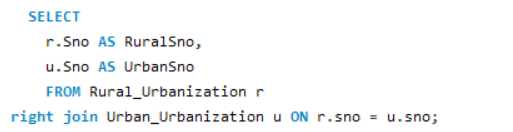 SELECT
r.Sno AS RuralSno,
u.Sno AS UrbanSno
FROM Rural_Urbanization r
right join Urban_Urbanization u ON r.sno = u.sno;